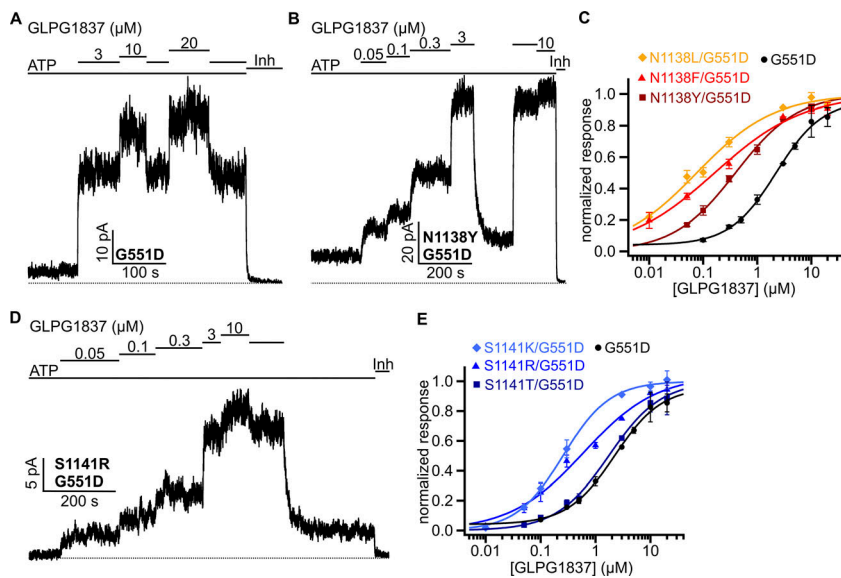 A
GLPG1837 (µM)
3
10
20
ATP
Inh
10 pA
G551D
100 s
B
GLPG1837 (µM)
0.05
0.1
0.3
3
10
ATP
Inh
20 pA
N1138Y
G551D
200 s
C
N1138L/G551D
G551D
N1138F/G551D
N1138Y/G551D
normalized response
1.0
0.8
0.6
0.4
0.2
0.0
0.01
0.1
1
10
[GLPG1837] (µM)
D
GLPG1837 (µM)
0.05
0.1
0.3
3
10
ATP
Inh
5 pA
S1141R
G551D
200 s
E
S1141K/G551D
G551D
S1141R/G551D
S1141T/G551D
normalized response
1.0
0.8
0.6
0.4
0.2
0.0
0.01
0.1
1
10
[GLPG1837] (µM)